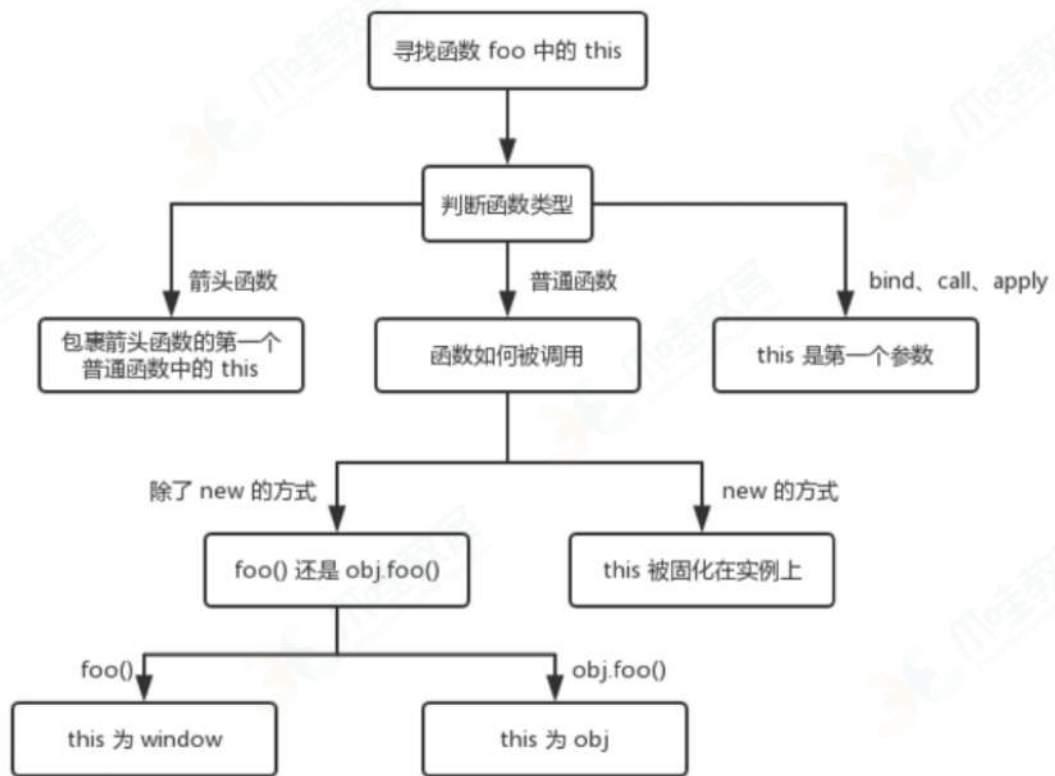 寻找函数 foo 中的 this
判断函数类型
箭头函数
普通函数
bind、call、apply
包裹箭头函数的第一个
普通函数中的 this
函数如何被调用
this 是第一个参数
除了 new 的方式
new 的方式
foo() 还是 obj.foo()
this 被固化在实例上
foo()
obj.foo()
this 为 window
this 为 obj